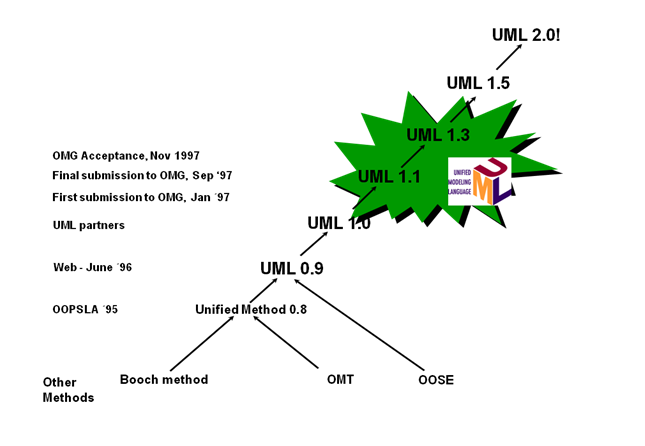 UML 2.0!
UML 1.5
UML 1.3
OMG Acceptance, Nov 1997
Final submission to OMG, Sep ‘97
First submission to OMG, Jan ´97
UML 1.1
UNIFIED
MODELING
LANGUAGE
UML
UML partners
UML 1.0
Web - June ´96
UML 0.9
OOPSLA ´95
Unified Method 0.8
Other
Methods
Booch method
OMT
OOSE